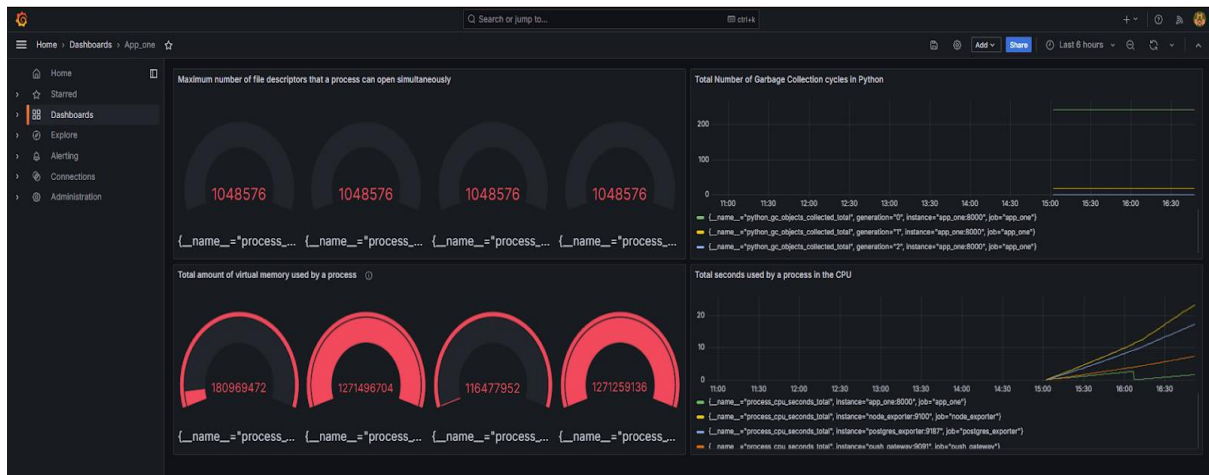 Search or jump to...
ctrl+k
Home › Dashboards › App_one
Add
Share
Last 6 hours
Home
Starred
Dashboards
Explore
Alerting
Connections
Administration
Maximum number of file descriptors that a process can open simultaneously
1048576 1048576 1048576 1048576
{__name__="process_... {__name__="process_... {__name__="process_... {__name__="process_...
Total Number of Garbage Collection cycles in Python
200
100
0
11:00 11:30 12:00 12:30 13:00 13:30 14:00 14:30 15:00 15:30 16:00 16:30
{__name__="python_gc_objects_collected_total", generation="0", instance="app_one:8000", job="app_one"}
{__name__="python_gc_objects_collected_total", generation="1", instance="app_one:8000", job="app_one"}
{__name__="python_gc_objects_collected_total", generation="2", instance="app_one:8000", job="app_one"}
Total amount of virtual memory used by a process
180969472 1271496704 116477952 1271259136
{__name__="process_... {__name__="process_... {__name__="process_... {__name__="process_...
Total seconds used by a process in the CPU
20
10
0
11:00 11:30 12:00 12:30 13:00 13:30 14:00 14:30 15:00 15:30 16:00 16:30
{__name__="process_cpu_seconds_total", instance="app_one:8000", job="app_one"}
{__name__="process_cpu_seconds_total", instance="node_exporter:9100", job="node_exporter"}
{__name__="process_cpu_seconds_total", instance="postgres_exporter:9187", job="postgres_exporter"}
{__name__="process_cpu_seconds_total", instance="push_gateway:9091", job="push_gateway"}